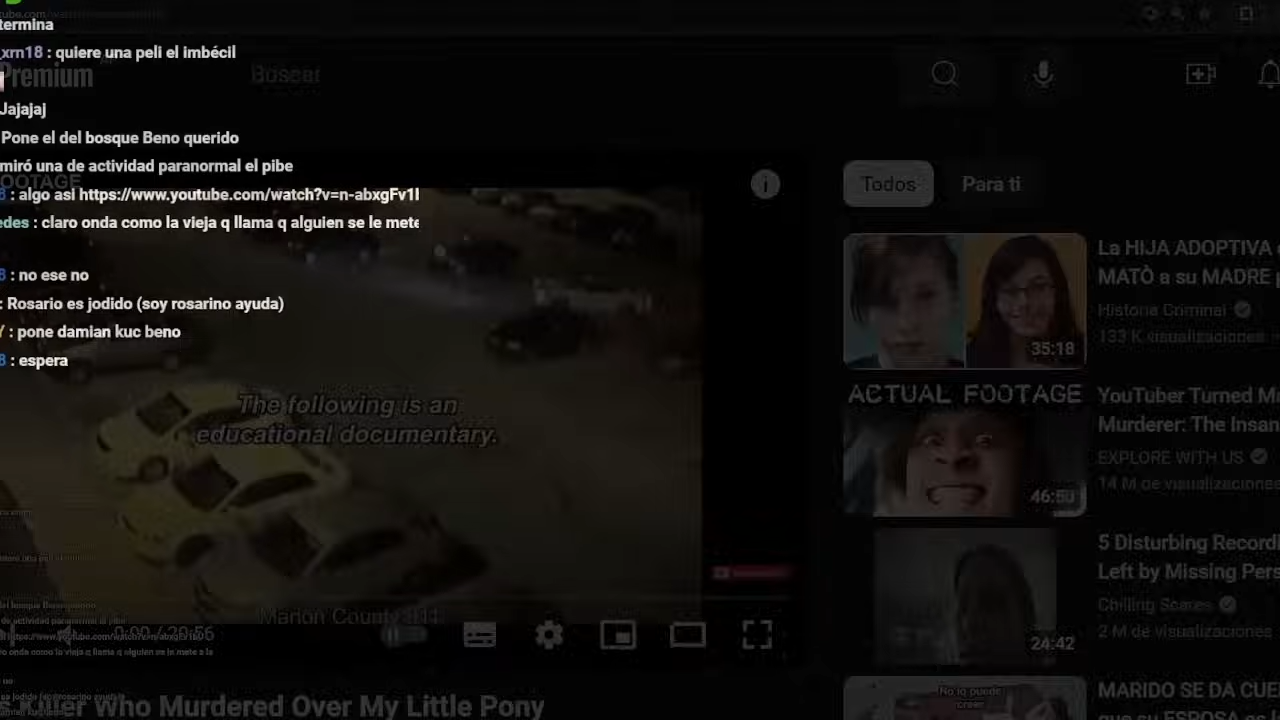 termina
_xrn18 : quiere una peli el imbécil
Premium
Buscar
Jajajaj
Pone el del bosque Beno querido
miró una de actividad paranormal el pibe
FOOTAGE
8 : algo asi https://www.youtube.com/watch?v=n-abxgFv1
edes : claro onda como la vieja q llama q alguien se le mete
8 : no ese no
: Rosario es jodido (soy rosarino ayuda)
Y : pone damian kuc beno
8 : espera
The following is an
educational documentary.
Marion County 911
0:00 / 20:56
s Killer Who Murdered Over My Little Pony
Todos
Para ti
La HIJA ADOPTIVA
MATÒ a su MADRE
Historia Criminal
133 K visualizaciones
35:18
ACTUAL FOOTAGE
YouTuber Turned M
Murderer: The Insan
EXPLORE WITH US
14 M de visualizaciones
46:50
5 Disturbing Recordi
Left by Missing Pers
Chilling Scares
2 M de visualizaciones
24:42
No lo puede
creer
MARIDO SE DA CUE